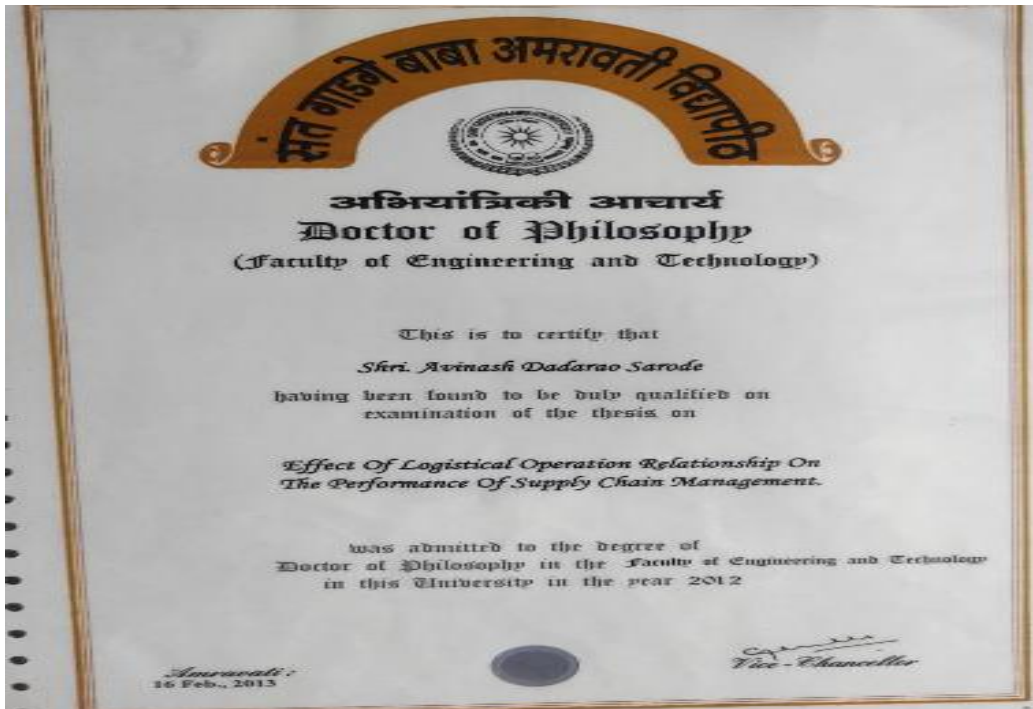 संत गाडगे बाबा अमरावती विद्यापीठ
अभियांत्रिकी आचार्य
Doctor of Philosophy
(Faculty of Engineering and Technology)
This is to certify that
Shri. Avinash Dadarao Sarode
having been found to be duly qualified on
examination of the thesis on
Effect Of Logistical Operation Relationship On
The Performance Of Supply Chain Management.
was admitted to the degree of
Doctor of Philosophy in the Faculty of Engineering and Technology
in this University in the year 2012
Amravati :
16 Feb., 2013
Vice-Chancellor